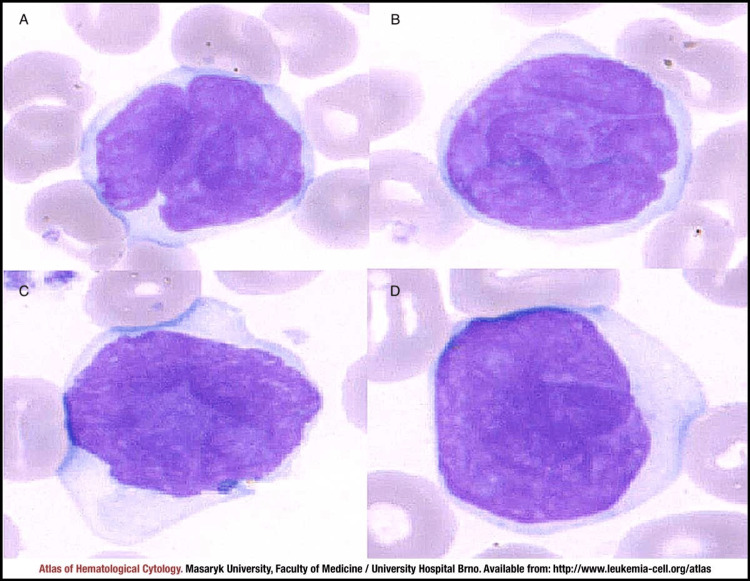 A
B
C
D
Atlas of Hematological Cytology. Masaryk University, Faculty of Medicine / University Hospital Brno. Available from: http://www.leukemia-cell.org/atlas